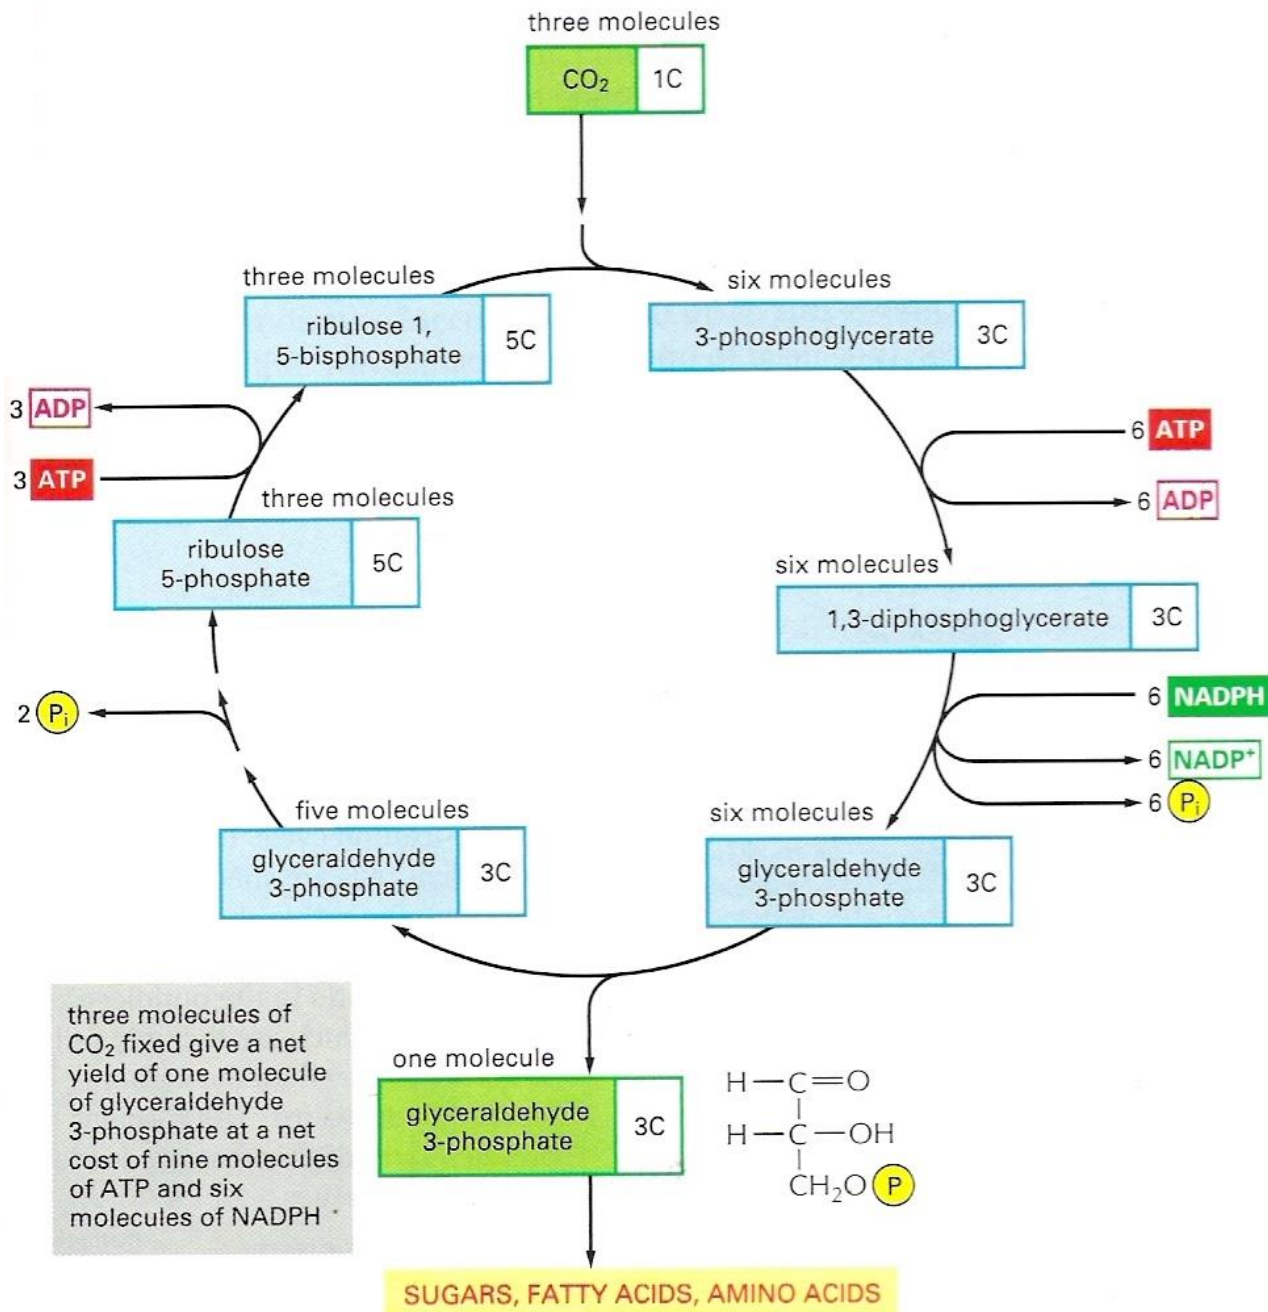 three molecules
CO₂ 1C
three molecules
ribulose 1,
5-bisphosphate
5C
six molecules
3-phosphoglycerate 3C
3 ADP
3 ATP
6 ATP
6 ADP
three molecules
ribulose
5-phosphate
5C
six molecules
1,3-diphosphoglycerate 3C
2 Pi
6 NADPH
6 NADP⁺
6 Pi
five molecules
glyceraldehyde
3-phosphate
3C
six molecules
glyceraldehyde
3-phosphate
3C
three molecules of
CO₂ fixed give a net
yield of one molecule
of glyceraldehyde
3-phosphate at a net
cost of nine molecules
of ATP and six
molecules of NADPH
one molecule
glyceraldehyde
3-phosphate
3C
H—C=O
H—C—OH
CH₂O P
SUGARS, FATTY ACIDS, AMINO ACIDS